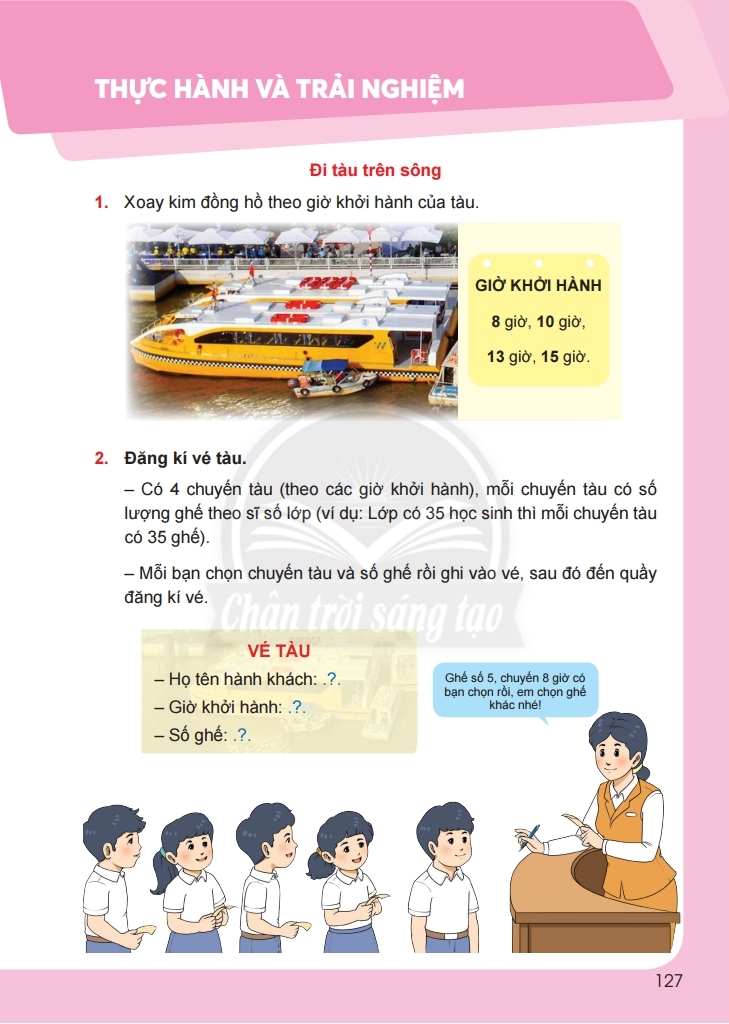 THỰC HÀNH VÀ TRẢI NGHIỆM
Đi tàu trên sông
1. Xoay kim đồng hồ theo giờ khởi hành của tàu.
GIỜ KHỞI HÀNH
8 giờ, 10 giờ,
13 giờ, 15 giờ.
2. Đăng kí vé tàu.
– Có 4 chuyến tàu (theo các giờ khởi hành), mỗi chuyến tàu có số
lượng ghế theo sĩ số lớp (ví dụ: Lớp có 35 học sinh thì mỗi chuyến tàu
có 35 ghế).
– Mỗi bạn chọn chuyến tàu và số ghế rồi ghi vào vé, sau đó đến quầy
đăng kí vé.
Chân trời sáng tạo
VÉ TÀU
– Họ tên hành khách: .?.
– Giờ khởi hành: .?.
– Số ghế: .?.
Ghế số 5, chuyến 8 giờ có
bạn chọn rồi, em chọn ghế
khác nhé!
127